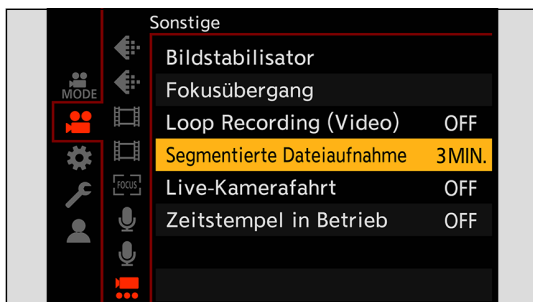 Sonstige
MODE
Bildstabilisator
Fokusübergang
Loop Recording (Video) OFF
Segmentierte Dateiaufnahme 3MIN.
FOCUS
Live-Kamerafahrt OFF
Zeitstempel in Betrieb OFF